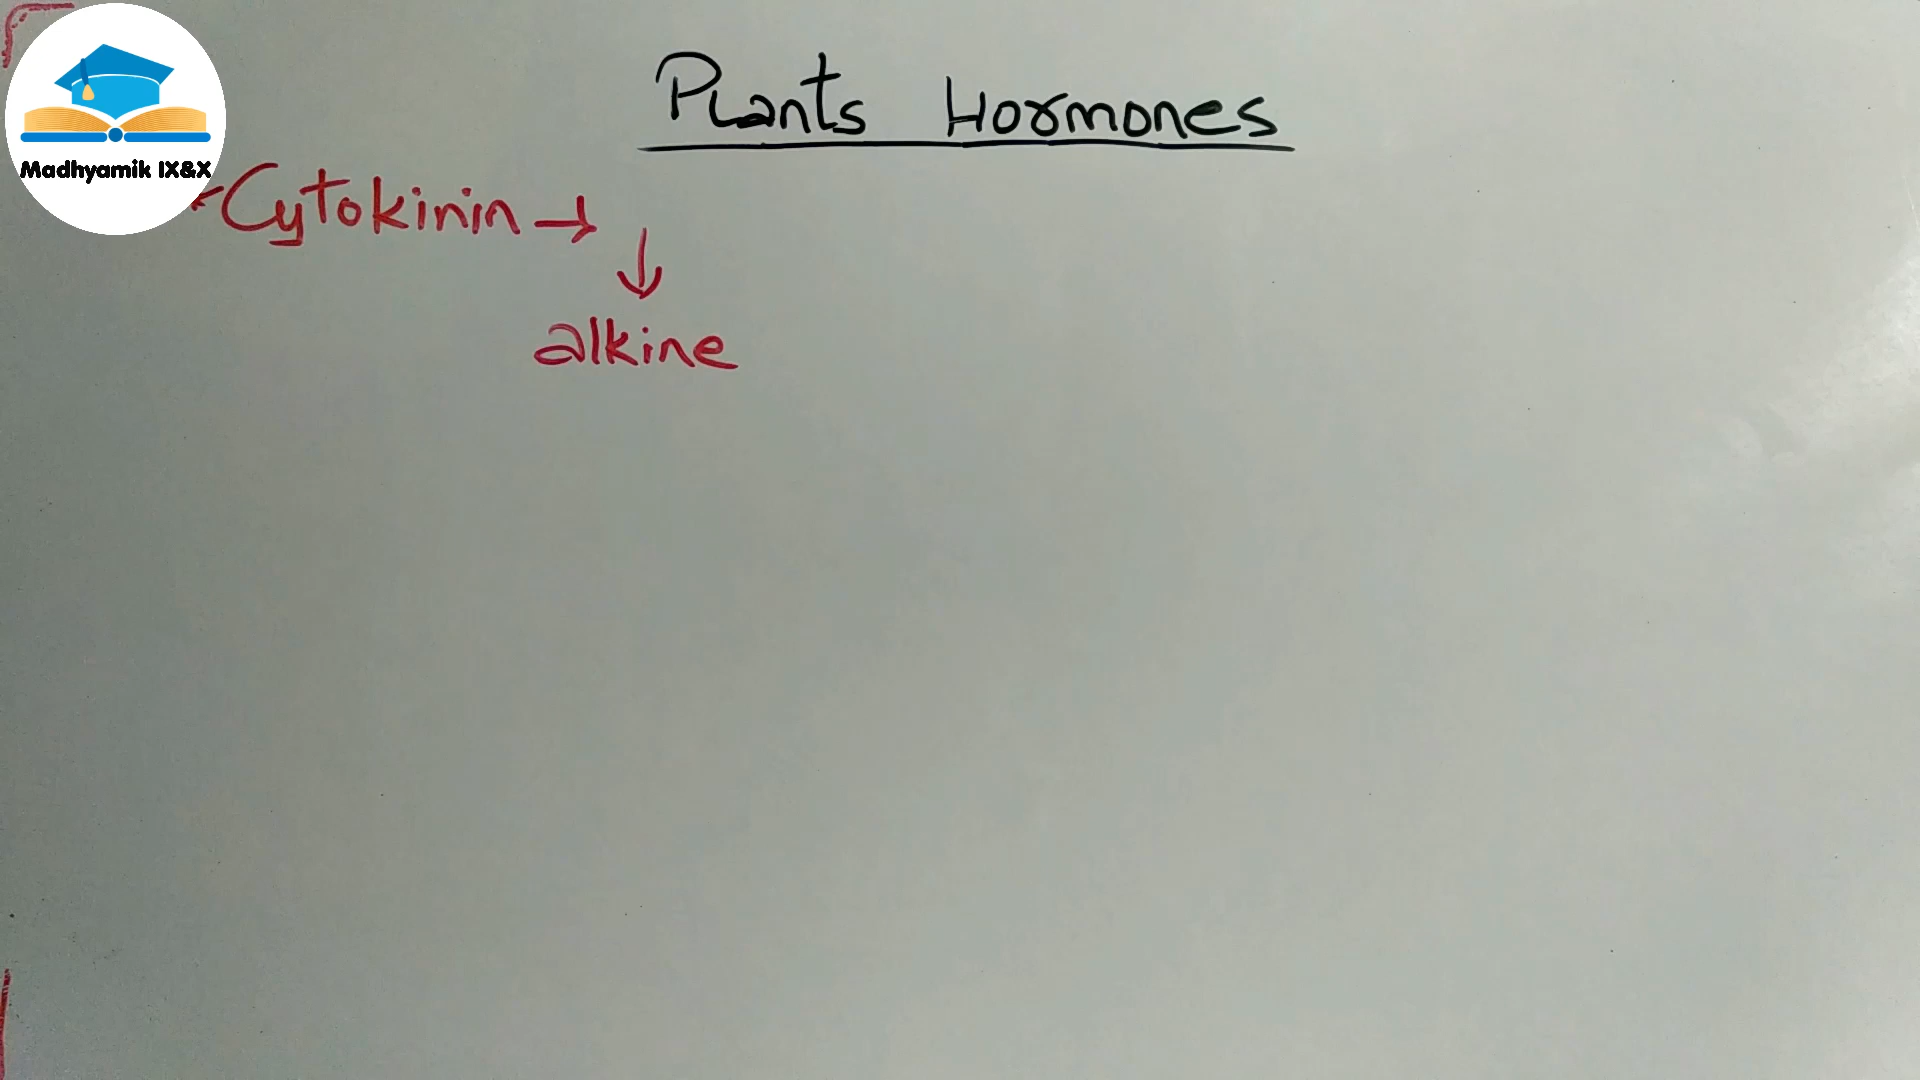 Plants Hormones
Madhyamik IX&X
*Cytokinin →
↓
alkine